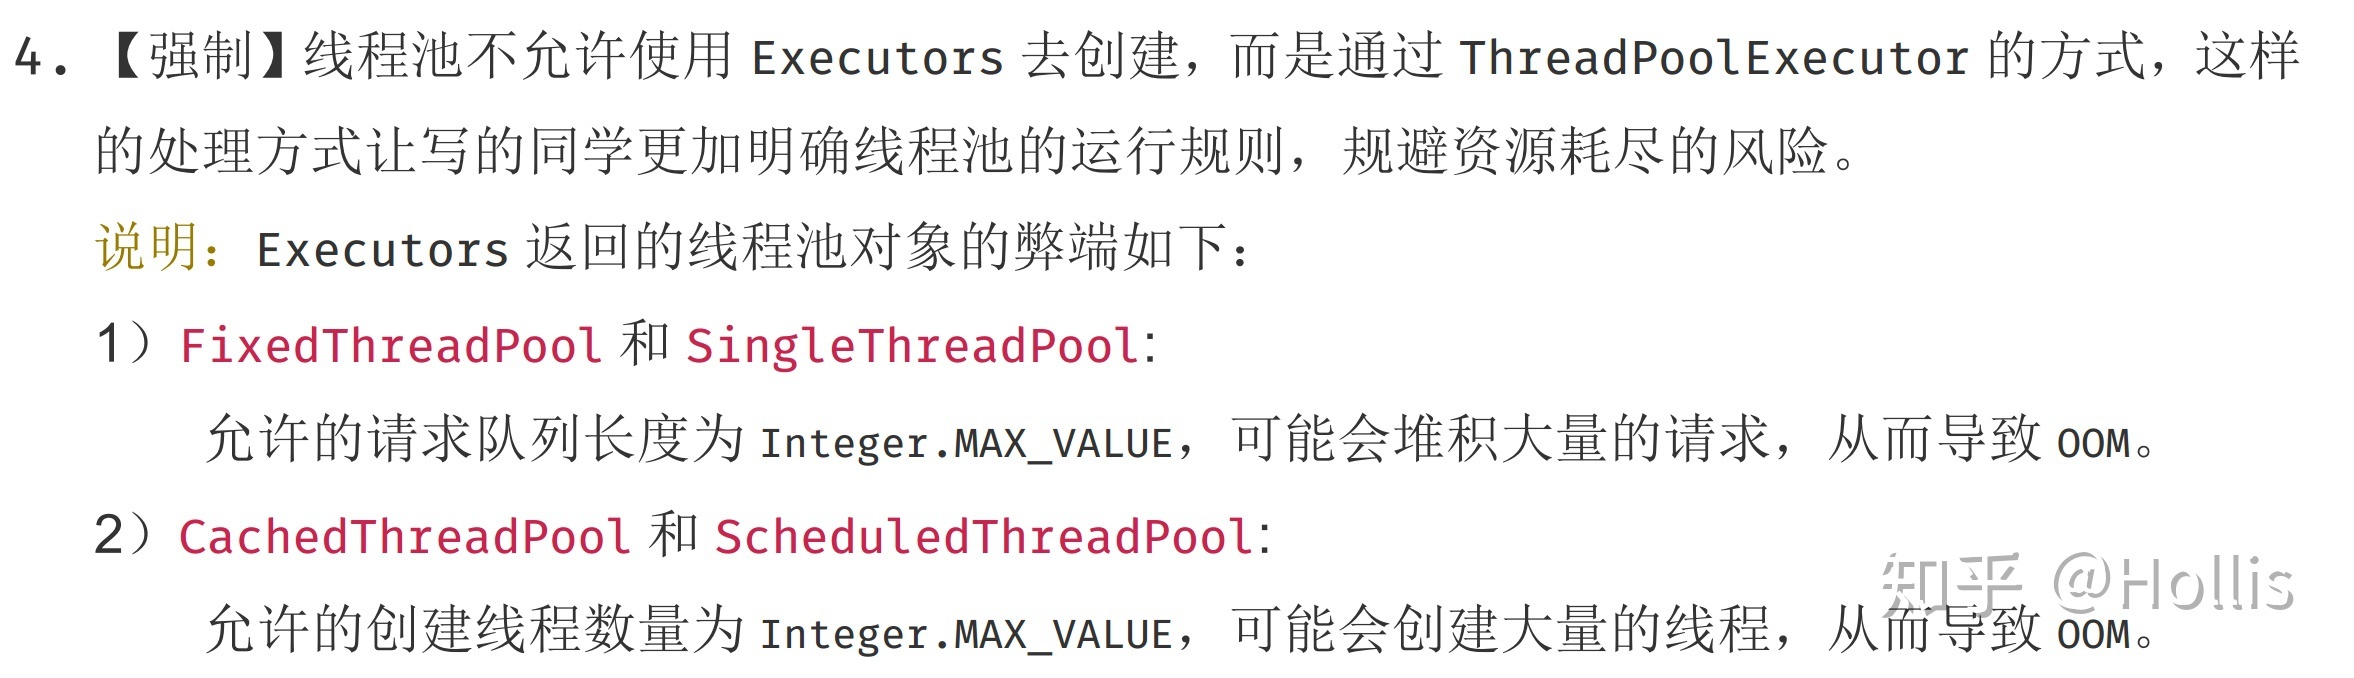 4. 【强制】线程池不允许使用 Executors 去创建，而是通过 ThreadPoolExecutor 的方式，这样
的处理方式让写的同学更加明确线程池的运行规则，规避资源耗尽的风险。
说明：Executors 返回的线程池对象的弊端如下：
1）FixedThreadPool 和 SingleThreadPool:
允许的请求队列长度为 Integer.MAX_VALUE，可能会堆积大量的请求，从而导致 OOM。
2）CachedThreadPool 和 ScheduledThreadPool:
允许的创建线程数量为 Integer.MAX_VALUE，可能会创建大量的线程，从而导致 OOM。
知乎 @Hollis